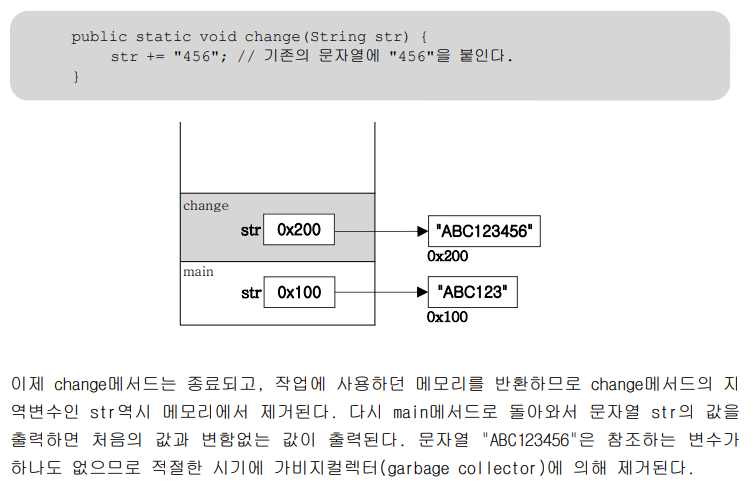 public static void change(String str) {
str += "456"; // 기존의 문자열에 "456"을 붙인다.
}
change
str 0x200
"ABC123456"
0x200
main
str 0x100
"ABC123"
0x100
이제 change메서드는 종료되고, 작업에 사용하던 메모리를 반환하므로 change메서드의 지
역변수인 str역시 메모리에서 제거된다. 다시 main메서드로 돌아와서 문자열 str의 값을
출력하면 처음의 값과 변함없는 값이 출력된다. 문자열 "ABC123456"은 참조하는 변수가
하나도 없으므로 적절한 시기에 가비지컬렉터(garbage collector)에 의해 제거된다.